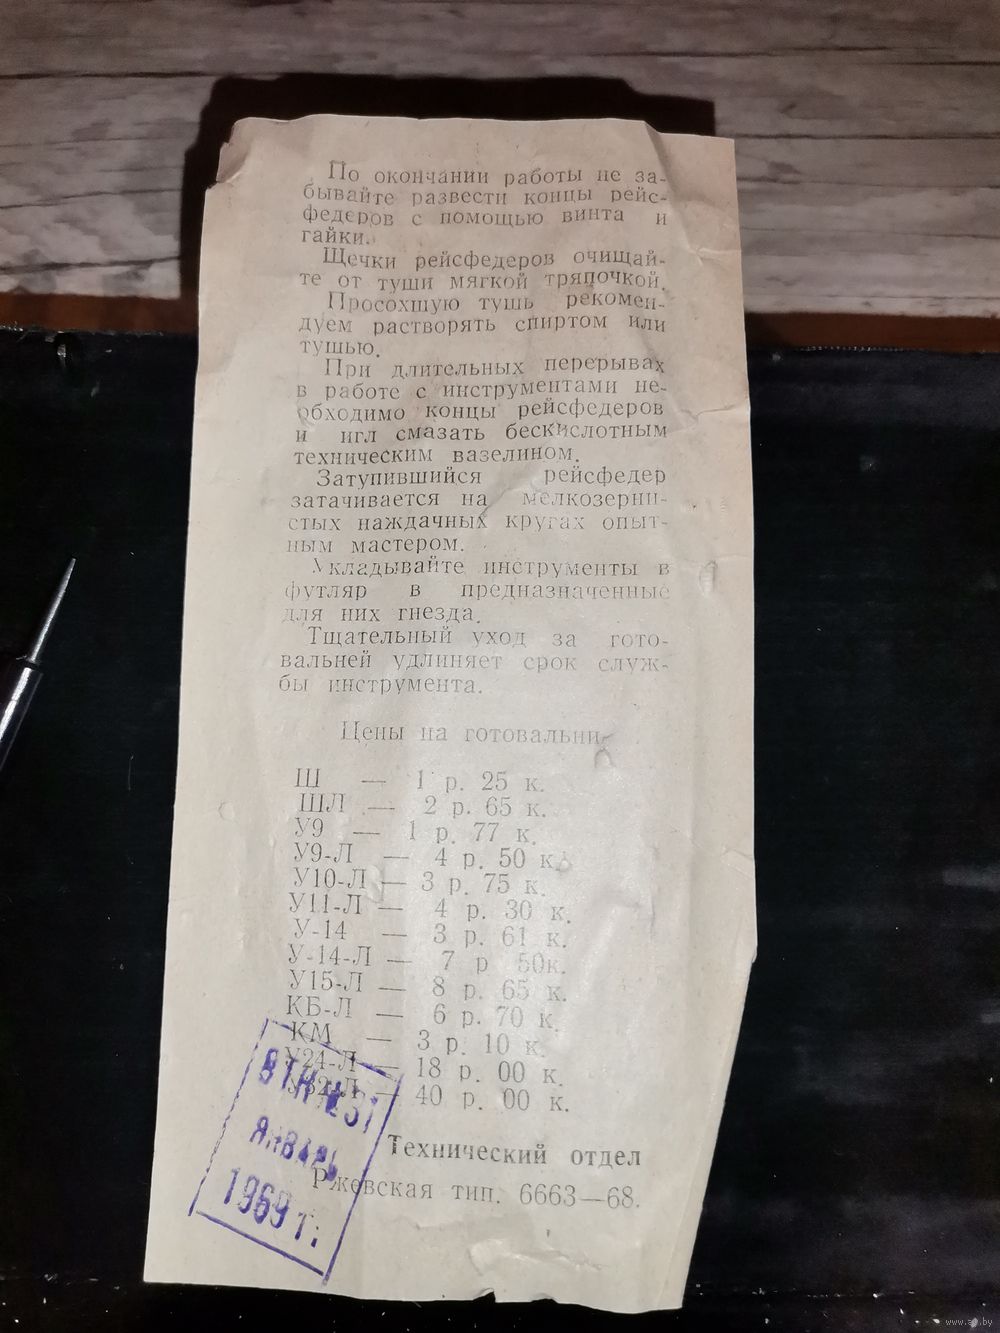 По окончании работы не за-
бывайте развести концы рейс-
федеров с помощью винта и
гайки.
Щечки рейсфедеров очищай-
те от туши мягкой тряпочкой.
Просохшую тушь рекомен-
дуем растворять спиртом или
тушью.
При длительных перерывах
в работе с инструментами не-
обходимо концы рейсфедеров
и игл смазать бескислотным
техническим вазелином.
Затупившийся рейсфедер
затачивается на мелкозерни-
стых наждачных кругах опыт-
ным мастером.
Укладывайте инструменты в
футляр в предназначенные
для них гнезда.
Тщательный уход за гото-
вальней удлиняет срок служ-
бы инструмента.
Цены на готовальни
Ш — 1 р. 25 к.
ШЛ — 2 р. 65 к.
У9 — 1 р. 77 к.
У9-Л — 4 р. 50 к.
У10-Л — 3 р. 75 к.
У11-Л — 4 р. 30 к.
У-14 — 3 р. 61 к.
У-14-Л — 7 р 50к.
У15-Л — 8 р. 65 к.
КБ-Л — 6 р. 70 к.
КМ — 3 р. 10 к.
У24-Л — 18 р. 00 к.
— 40 р. 00 к.
Технический отдел
Ржевская тип. 6663—68.
ЯНВАРЬ
1969 г.